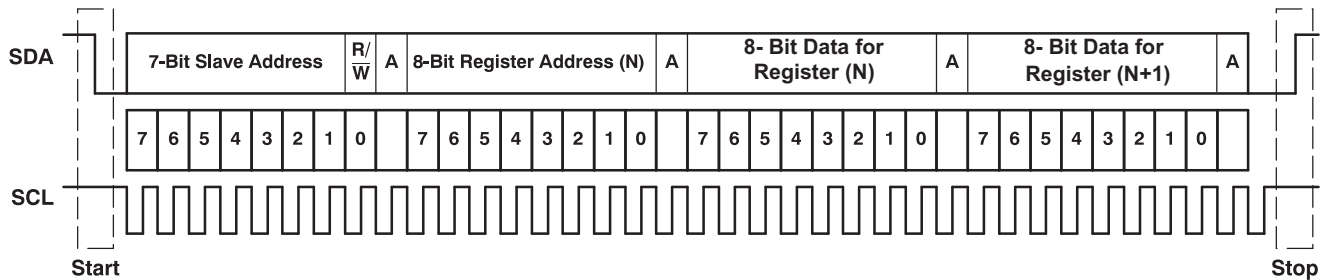 SDA
7-Bit Slave Address
R/
W
A
8-Bit Register Address (N)
A
8- Bit Data for
Register (N)
A
8- Bit Data for
Register (N+1)
A
7 6 5 4 3 2 1 0 7 6 5 4 3 2 1 0 7 6 5 4 3 2 1 0 7 6 5 4 3 2 1 0
SCL
Start
Stop